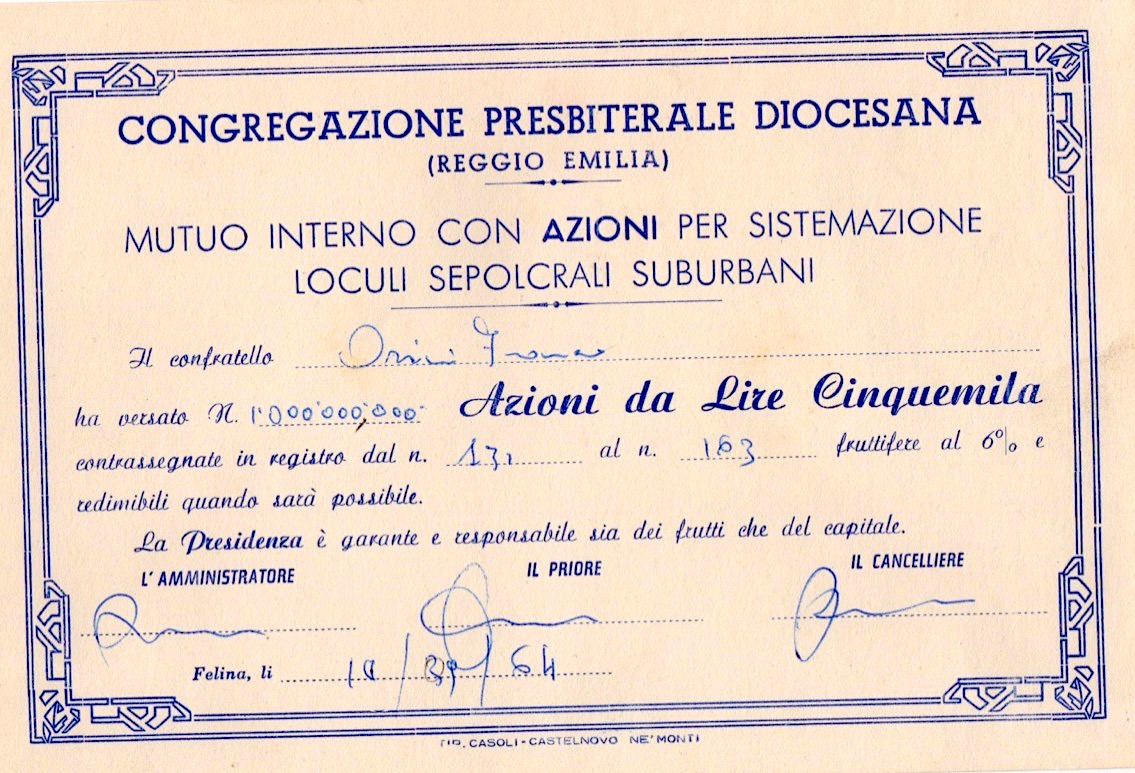 CONGREGAZIONE PRESBITERALE DIOCESANA
(REGGIO EMILIA)
MUTUO INTERNO CON AZIONI PER SISTEMAZIONE
LOCULI SEPOLCRALI SUBURBANI
Il confratello
ha versato N. 1'000'000,000 Azioni da Lire Cinquemila
contrassegnate in registro dal n. 131 al n. 163 fruttifere al 6% e
redimibili quando sarà possibile.
La Presidenza è garante e responsabile sia dei frutti che del capitale.
L'AMMINISTRATORE IL PRIORE IL CANCELLIERE
Felina, li / / 64
TIP. CASOLI-CASTELNOVO NE' MONTI